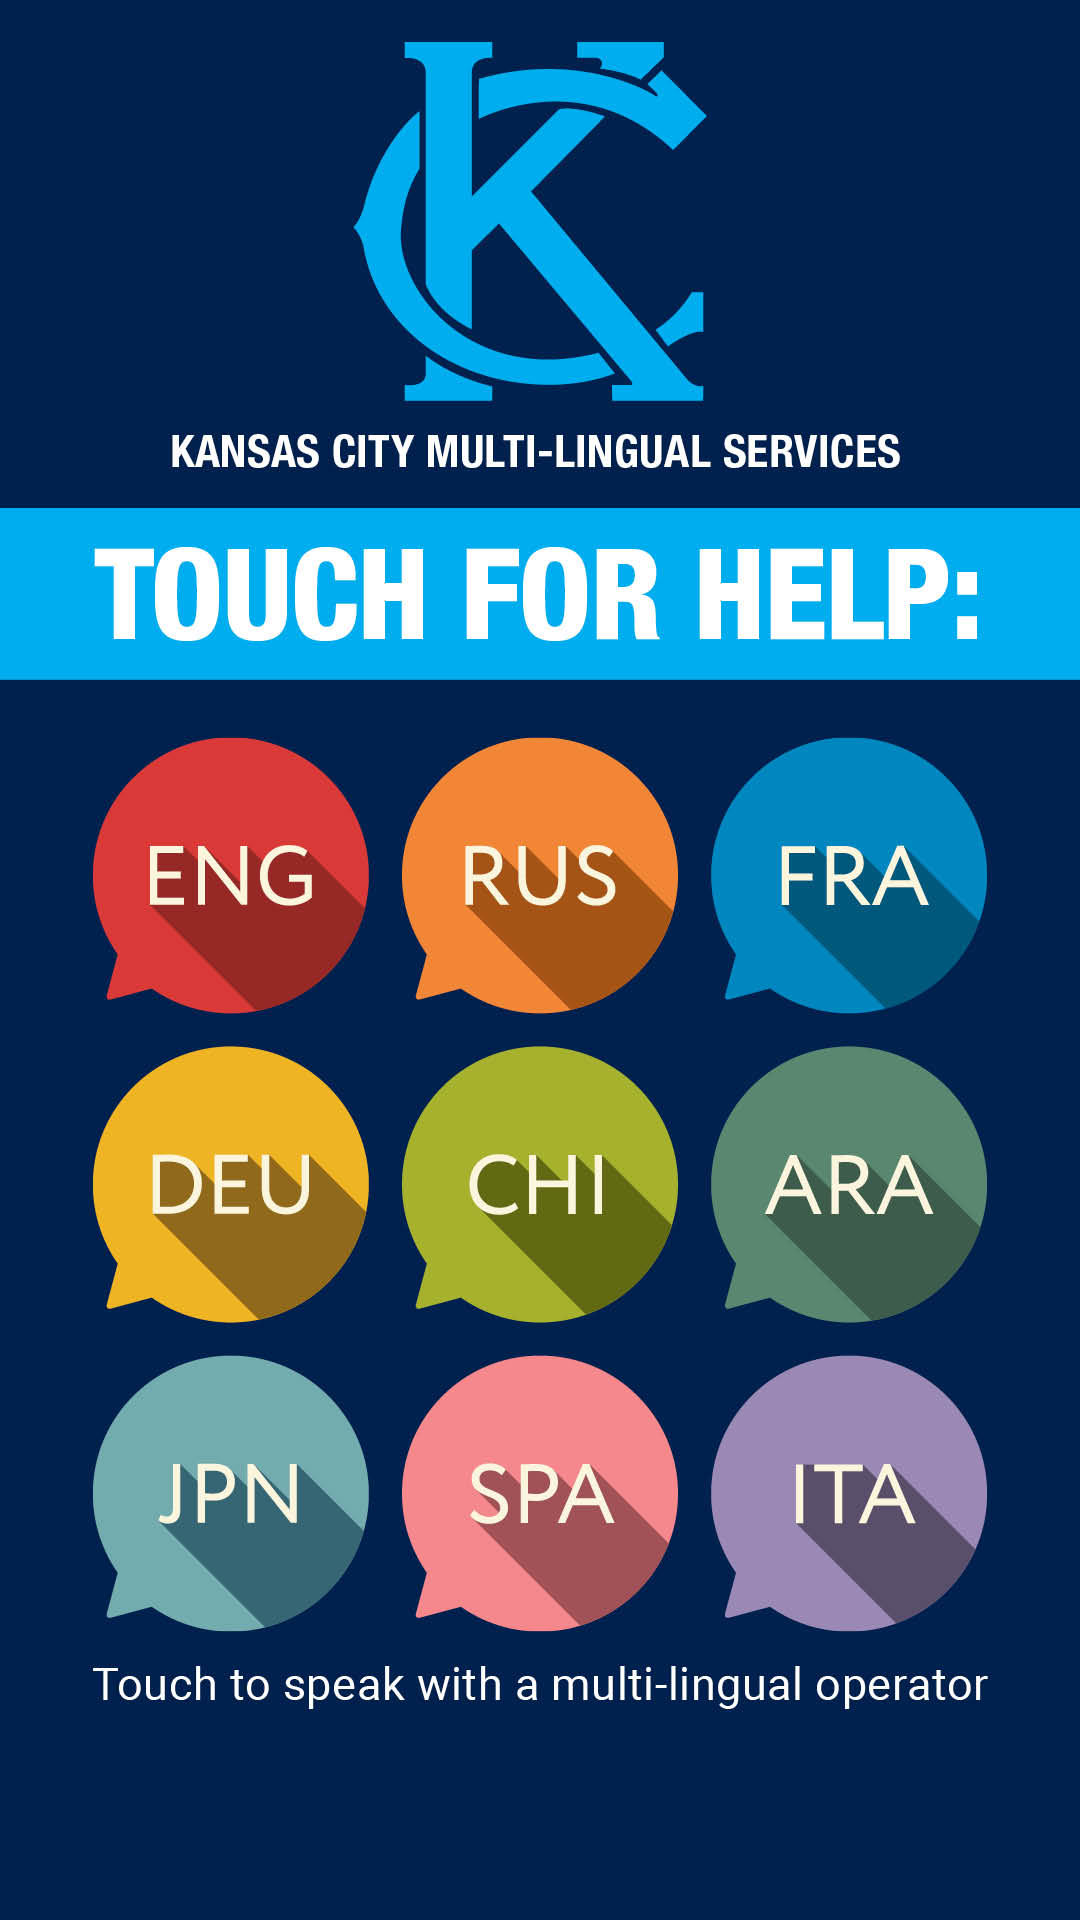 KC
KANSAS CITY MULTI-LINGUAL SERVICES
TOUCH FOR HELP:
ENG RUS FRA
DEU CHI ARA
JPN SPA ITA
Touch to speak with a multi-lingual operator